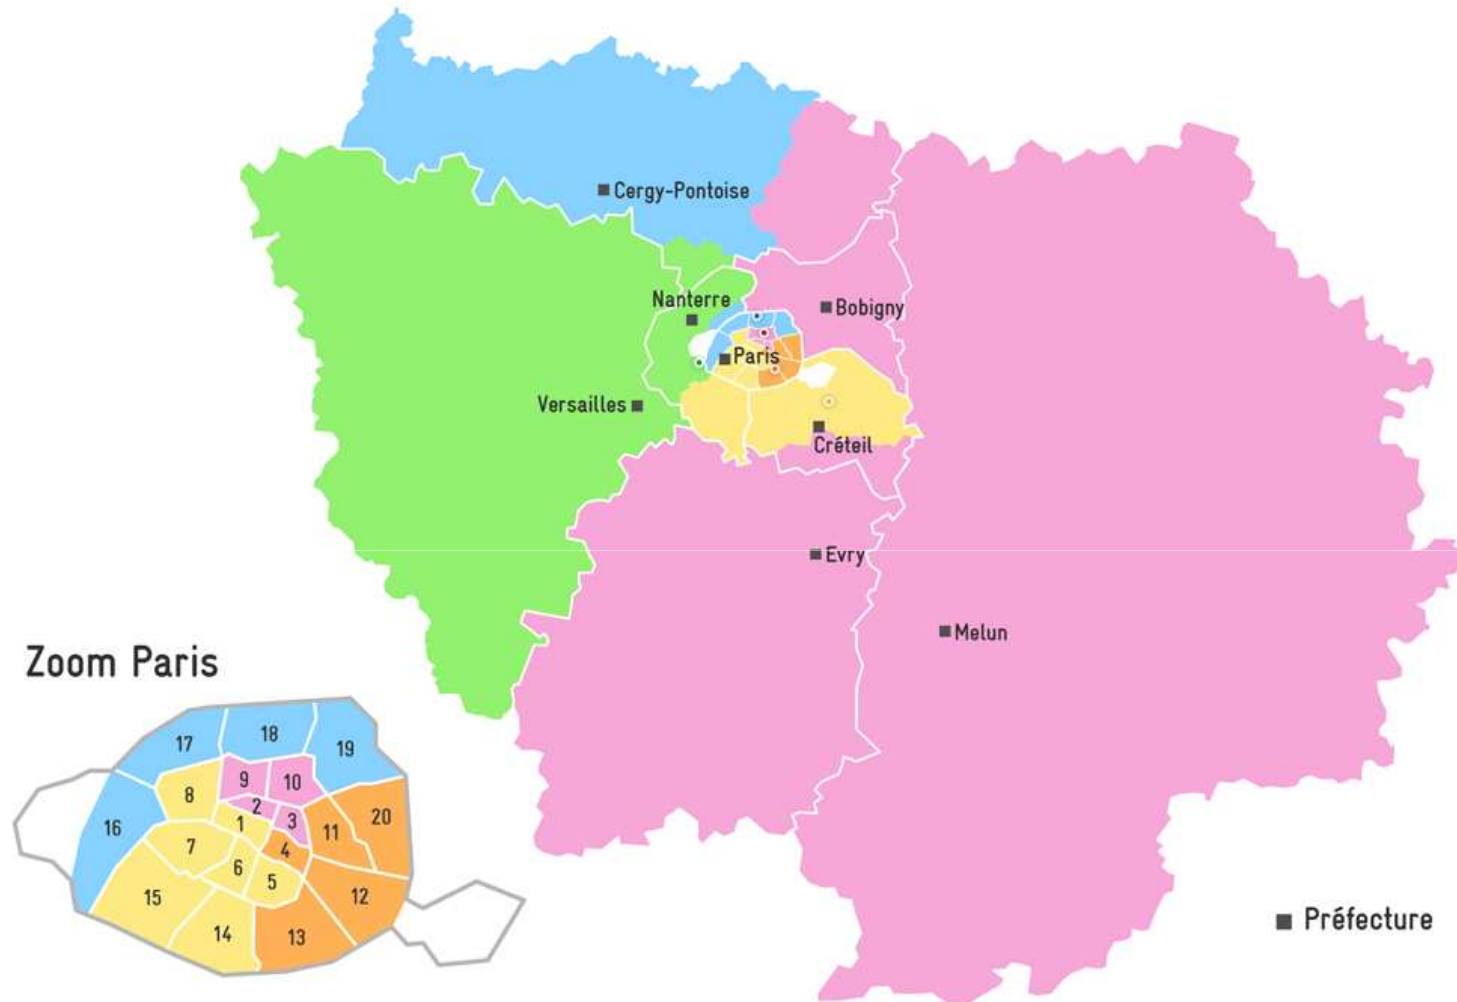 Cergy-Pontoise
Nanterre
Bobigny
Paris
Versailles
Créteil
Evry
Melun
Zoom Paris
17
18
19
9
10
8
2
20
16
1
3
11
7
4
6
5
15
12
14
13
Préfecture